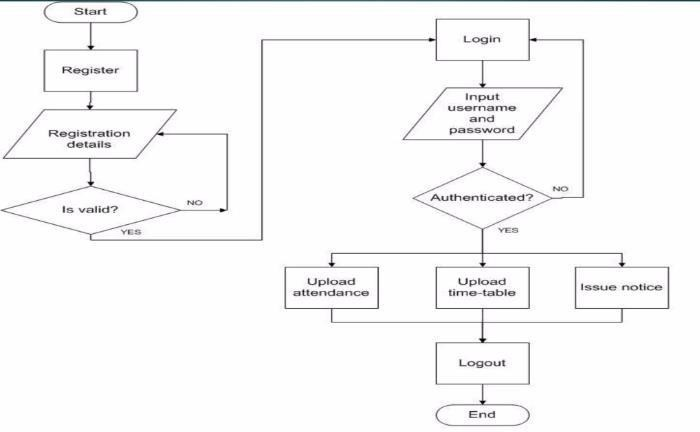 Start
Register
Registration
details
Is valid?
NO
YES
Login
Input
username
and
password
Authenticated?
NO
YES
Upload
attendance
Upload
time-table
Issue notice
Logout
End